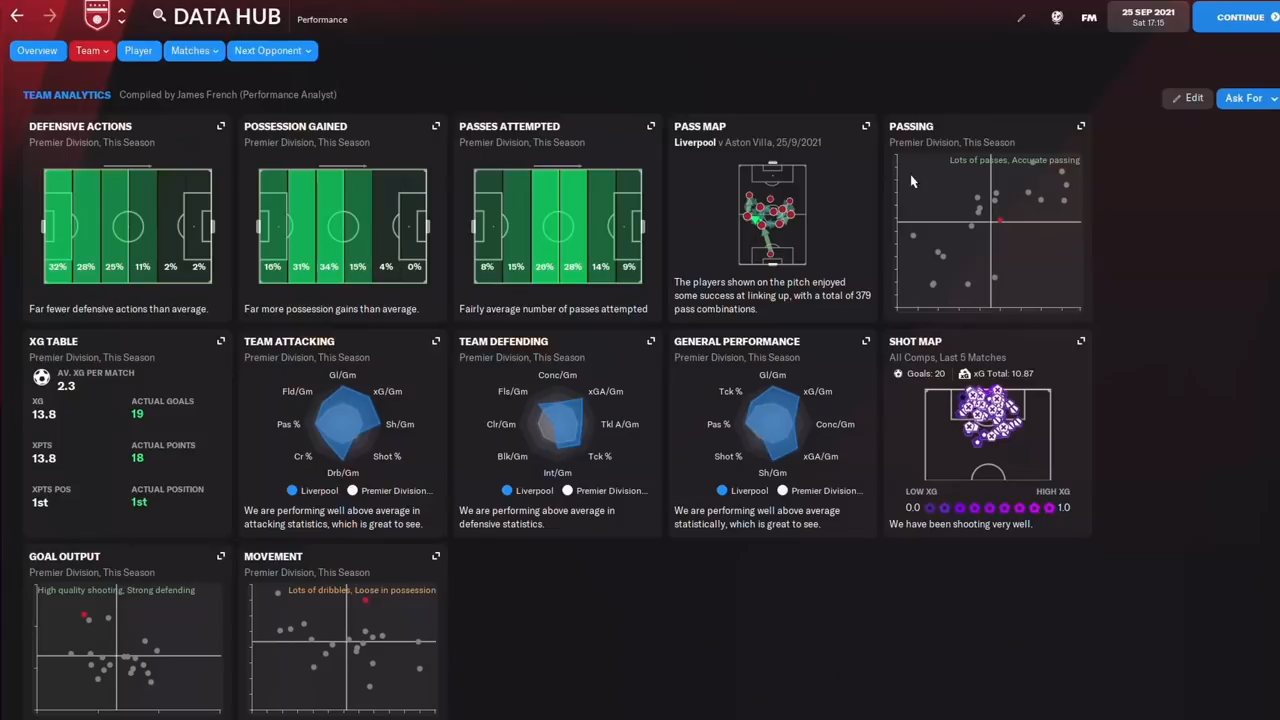 DATA HUB
Performance
FM
25 SEP 2021
Sat 17:15
CONTINUE
Overview
Team
Player
Matches
Next Opponent
TEAM ANALYTICS
Compiled by James French (Performance Analyst)
Edit
Ask For
DEFENSIVE ACTIONS
Premier Division, This Season
32% 28% 25% 11% 2% 2%
Far fewer defensive actions than average.
POSSESSION GAINED
Premier Division, This Season
16% 31% 34% 15% 4% 0%
Far more possession gains than average.
PASSES ATTEMPTED
Premier Division, This Season
8% 15% 26% 28% 14% 9%
Fairly average number of passes attempted
PASS MAP
Liverpool v Aston Villa, 25/9/2021
The players shown on the pitch enjoyed
some success at linking up, with a total of 379
pass combinations.
PASSING
Premier Division, This Season
Lots of passes, Accurate passing
XG TABLE
Premier Division, This Season
AV. XG PER MATCH
2.3
XG
13.8
ACTUAL GOALS
19
XPTS
13.8
ACTUAL POINTS
18
XPTS POS
1st
ACTUAL POSITION
1st
TEAM ATTACKING
Premier Division, This Season
Gl/Gm
Fld/Gm
xG/Gm
Pas %
Sh/Gm
Cr %
Shot %
Drb/Gm
Liverpool
Premier Division...
We are performing well above average in
attacking statistics, which is great to see.
TEAM DEFENDING
Premier Division, This Season
Conc/Gm
Fls/Gm
xGA/Gm
Clr/Gm
Tkl A/Gm
Blk/Gm
Tck %
Int/Gm
Liverpool
Premier Division...
We are performing above average in
defensive statistics.
GENERAL PERFORMANCE
Premier Division, This Season
Gl/Gm
Tck %
xG/Gm
Pas %
Conc/Gm
Shot %
xGA/Gm
Sh/Gm
Liverpool
Premier Division...
We are performing well above average
statistically, which is great to see.
SHOT MAP
All Comps, Last 5 Matches
Goals: 20
xG Total: 10.87
LOW XG
HIGH XG
0.0
1.0
We have been shooting very well.
GOAL OUTPUT
Premier Division, This Season
High quality shooting, Strong defending
MOVEMENT
Premier Division, This Season
Lots of dribbles, Loose in possession